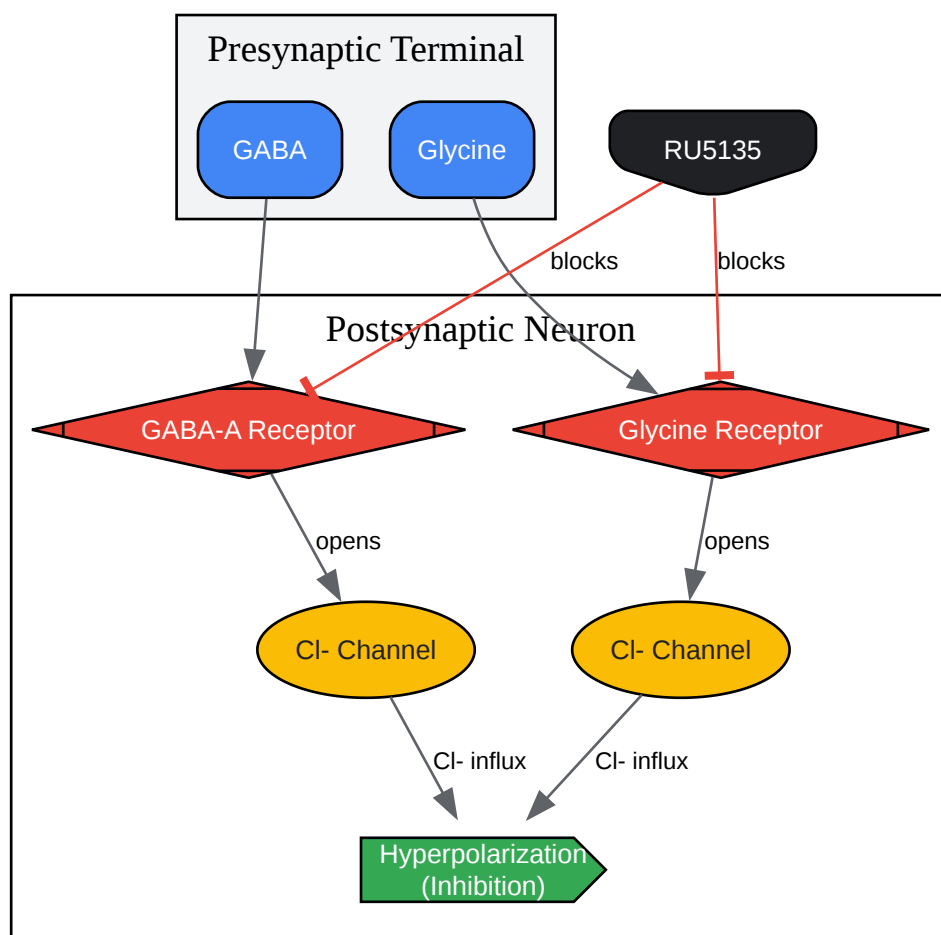 Presynaptic Terminal
GABA
Glycine
RU5135
blocks
blocks
Postsynaptic Neuron
GABA-A Receptor
Glycine Receptor
opens
opens
Cl- Channel
Cl- Channel
Cl- influx
Cl- influx
Hyperpolarization
(Inhibition)